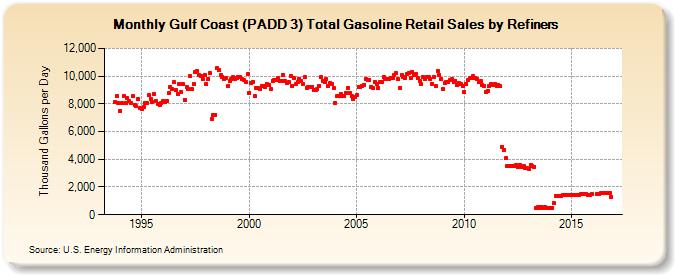 Monthly Gulf Coast (PADD 3) Total Gasoline Retail Sales by Refiners
Thousand Gallons per Day
12,000
10,000
8,000
6,000
4,000
2,000
0
1995 2000 2005 2010 2015
Source: U.S. Energy Information Administration